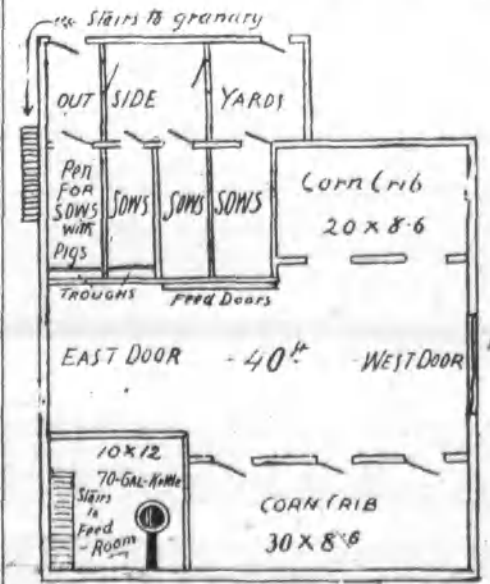 Stairs to granary
OUT SIDE YARDS
Pen
FOR
SOWS
with
Pigs
SOWS
SOWS
SOWS
Corn Crib
20 x 8-6
TROUGHS
Feed Doors
EAST DOOR - 40 ft. - WEST DOOR
10 x 12
70-GAL-Kettle
Stairs
to
Feed
-Room
CORN CRIB
30 x 8-6